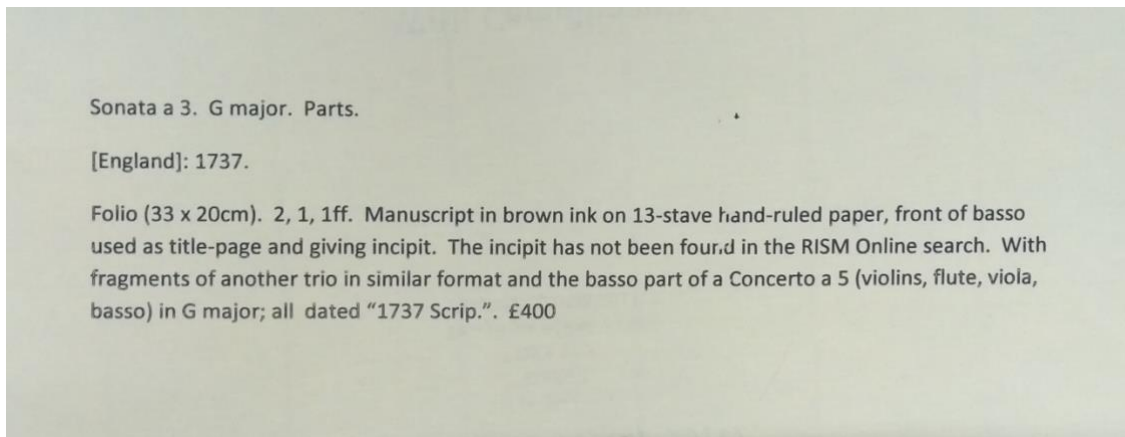 Sonata a 3. G major. Parts.
[England]: 1737.
Folio (33 x 20cm). 2, 1, 1ff. Manuscript in brown ink on 13-stave hand-ruled paper, front of basso
used as title-page and giving incipit. The incipit has not been found in the RISM Online search. With
fragments of another trio in similar format and the basso part of a Concerto a 5 (violins, flute, viola,
basso) in G major; all dated “1737 Scrip.”. £400